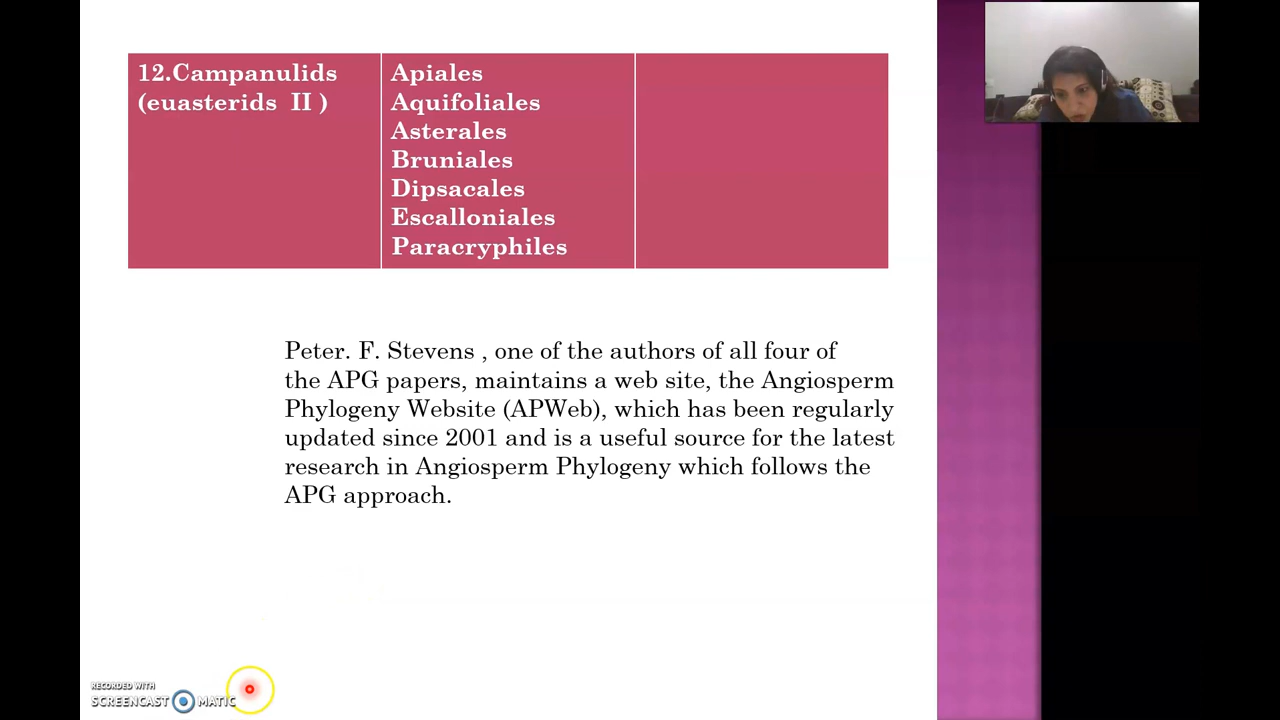 12.Campanulids
(euasterids II )
Apiales
Aquifoliales
Asterales
Bruniales
Dipsacales
Escalloniales
Paracryphiles
Peter. F. Stevens , one of the authors of all four of
the APG papers, maintains a web site, the Angiosperm
Phylogeny Website (APWeb), which has been regularly
updated since 2001 and is a useful source for the latest
research in Angiosperm Phylogeny which follows the
APG approach.
RECORDED WITH
SCREENCAST MATIC